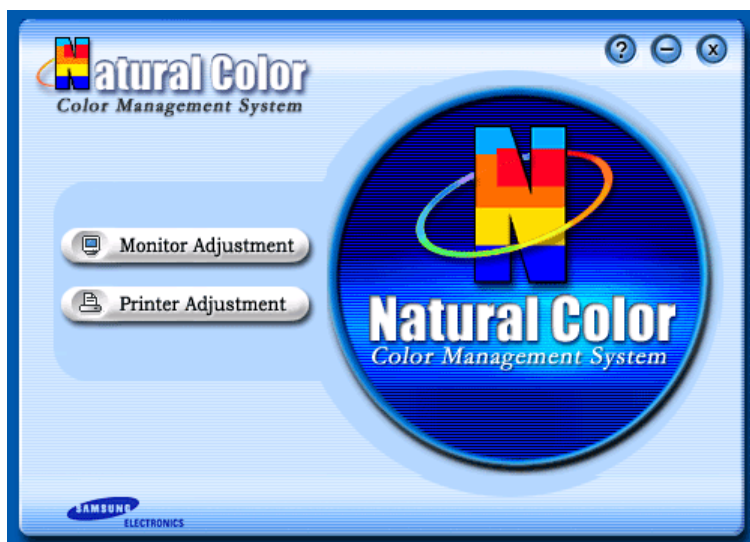 Natural Color
Color Management System
? - x
Monitor Adjustment
Printer Adjustment
Natural Color
Color Management System
SAMSUNG
ELECTRONICS